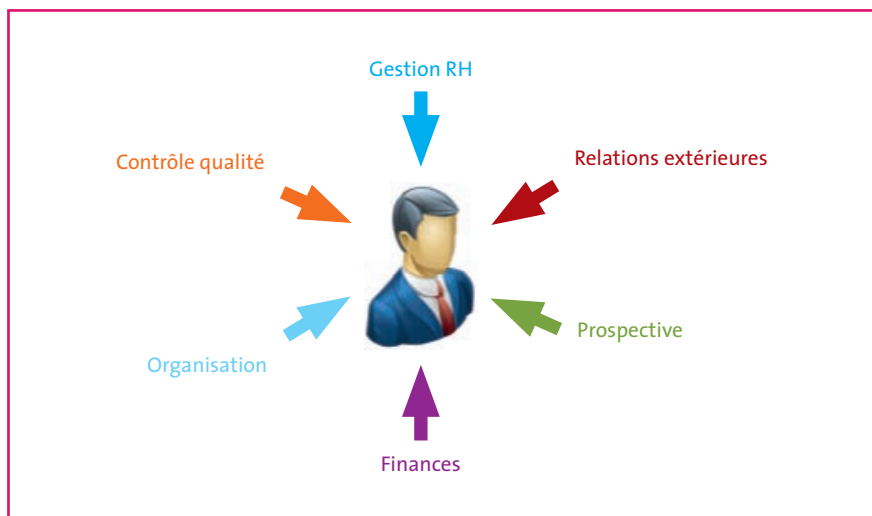 Gestion RH
Contrôle qualité
Relations extérieures
Organisation
Prospective
Finances